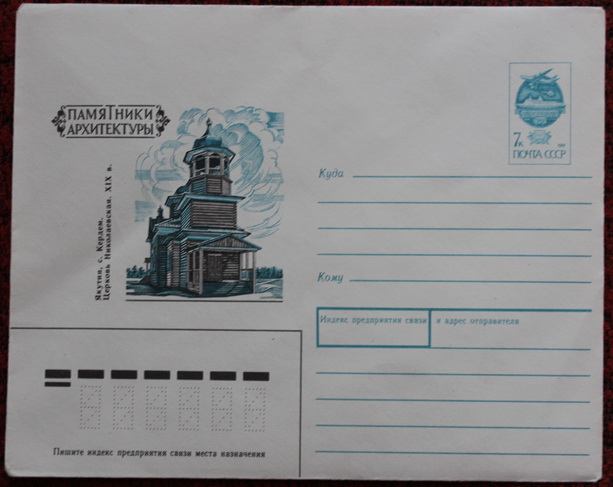 ПАМЯТНИКИ
АРХИТЕКТУРЫ
Якутия, с. Кердем.
Церковь Николаевская. XIX в.
7к
ПОЧТА СССР
Куда
Кому
Индекс предприятия связи и адрес отправителя
Пишите индекс предприятия связи места назначения